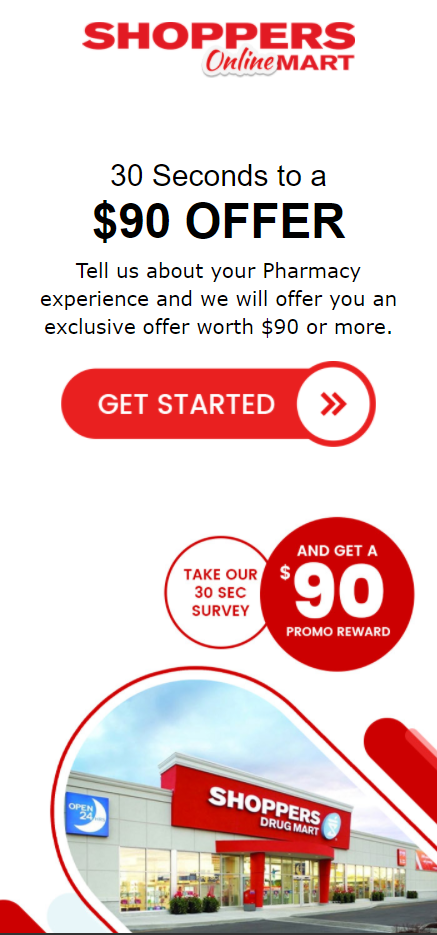 SHOPPERS
Online MART
30 Seconds to a
$90 OFFER
Tell us about your Pharmacy
experience and we will offer you an
exclusive offer worth $90 or more.
GET STARTED
TAKE OUR
30 SEC
SURVEY
AND GET A
$90
PROMO REWARD
SHOPPERS
DRUG MART
OPEN
24